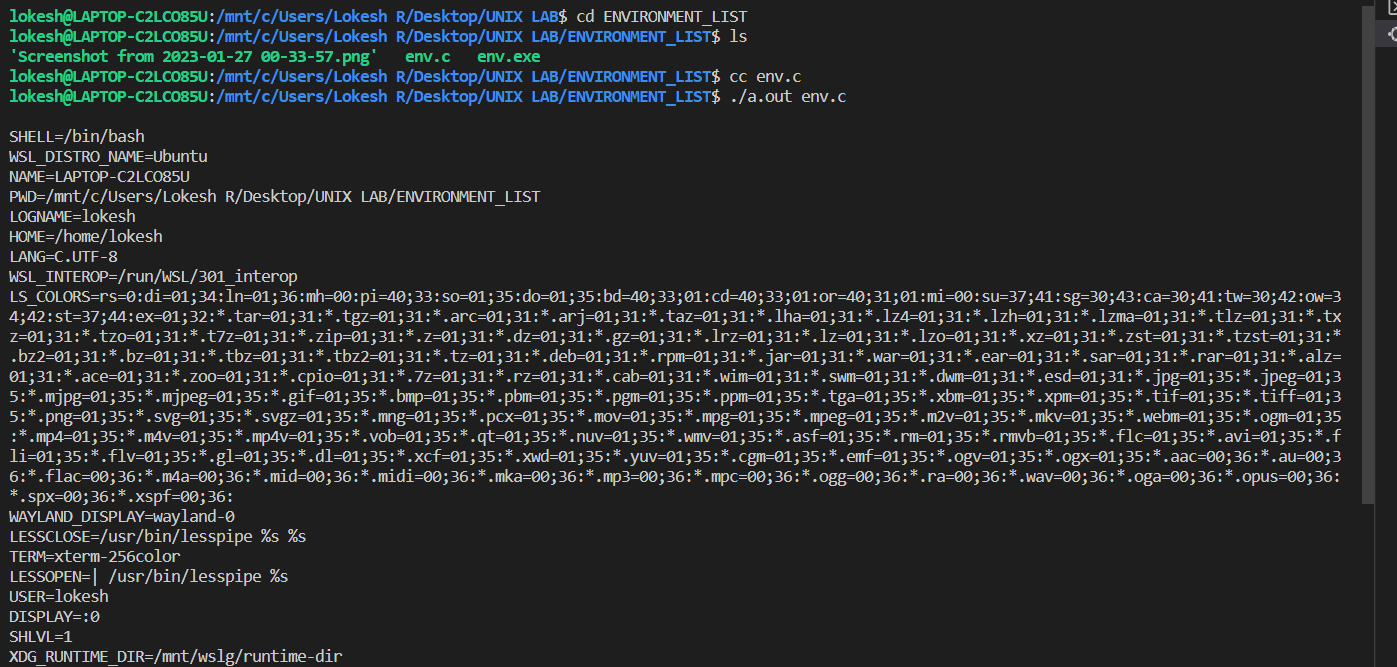 lokesh@LAPTOP-C2LCO85U:/mnt/c/Users/Lokesh R/Desktop/UNIX LAB$ cd ENVIRONMENT_LIST
lokesh@LAPTOP-C2LCO85U:/mnt/c/Users/Lokesh R/Desktop/UNIX LAB/ENVIRONMENT_LIST$ ls
'Screenshot from 2023-01-27 00-33-57.png'   env.c   env.exe
lokesh@LAPTOP-C2LCO85U:/mnt/c/Users/Lokesh R/Desktop/UNIX LAB/ENVIRONMENT_LIST$ cc env.c
lokesh@LAPTOP-C2LCO85U:/mnt/c/Users/Lokesh R/Desktop/UNIX LAB/ENVIRONMENT_LIST$ ./a.out env.c
SHELL=/bin/bash
WSL_DISTRO_NAME=Ubuntu
NAME=LAPTOP-C2LCO85U
PWD=/mnt/c/Users/Lokesh R/Desktop/UNIX LAB/ENVIRONMENT_LIST
LOGNAME=lokesh
HOME=/home/lokesh
LANG=C.UTF-8
WSL_INTEROP=/run/WSL/301_interop
LS_COLORS=rs=0:di=01;34:ln=01;36:mh=00:pi=40;33:so=01;35:do=01;35:bd=40;33;01:cd=40;33;01:or=40;31;01:mi=00:su=37;41:sg=30;43:ca=30;41:tw=30;42:ow=3
4;42:st=37;44:ex=01;32:*.tar=01;31:*.tgz=01;31:*.arc=01;31:*.arj=01;31:*.taz=01;31:*.lha=01;31:*.lz4=01;31:*.lzh=01;31:*.lzma=01;31:*.tlz=01;31:*.tx
z=01;31:*.tzo=01;31:*.t7z=01;31:*.zip=01;31:*.z=01;31:*.dz=01;31:*.gz=01;31:*.lrz=01;31:*.lz=01;31:*.lzo=01;31:*.xz=01;31:*.zst=01;31:*.tzst=01;31:*
.bz2=01;31:*.bz=01;31:*.tbz=01;31:*.tbz2=01;31:*.tz=01;31:*.deb=01;31:*.rpm=01;31:*.jar=01;31:*.war=01;31:*.ear=01;31:*.sar=01;31:*.rar=01;31:*.alz=
01;31:*.ace=01;31:*.zoo=01;31:*.cpio=01;31:*.7z=01;31:*.rz=01;31:*.cab=01;31:*.wim=01;31:*.swm=01;31:*.dwm=01;31:*.esd=01;31:*.jpg=01;35:*.jpeg=01;3
5:*.mjpg=01;35:*.mjpeg=01;35:*.gif=01;35:*.bmp=01;35:*.pbm=01;35:*.pgm=01;35:*.ppm=01;35:*.tga=01;35:*.xbm=01;35:*.xpm=01;35:*.tif=01;35:*.tiff=01;3
5:*.png=01;35:*.svg=01;35:*.svgz=01;35:*.mng=01;35:*.pcx=01;35:*.mov=01;35:*.mpg=01;35:*.mpeg=01;35:*.m2v=01;35:*.mkv=01;35:*.webm=01;35:*.ogm=01;35
:*.mp4=01;35:*.m4v=01;35:*.mp4v=01;35:*.vob=01;35:*.qt=01;35:*.nuv=01;35:*.wmv=01;35:*.asf=01;35:*.rm=01;35:*.rmvb=01;35:*.flc=01;35:*.avi=01;35:*.f
li=01;35:*.flv=01;35:*.gl=01;35:*.dl=01;35:*.xcf=01;35:*.xwd=01;35:*.yuv=01;35:*.cgm=01;35:*.emf=01;35:*.ogv=01;35:*.ogx=01;35:*.aac=00;36:*.au=00;3
6:*.flac=00;36:*.m4a=00;36:*.mid=00;36:*.midi=00;36:*.mka=00;36:*.mp3=00;36:*.mpc=00;36:*.ogg=00;36:*.ra=00;36:*.wav=00;36:*.oga=00;36:*.opus=00;36:
*.spx=00;36:*.xspf=00;36:
WAYLAND_DISPLAY=wayland-0
LESSCLOSE=/usr/bin/lesspipe %s %s
TERM=xterm-256color
LESSOPEN=| /usr/bin/lesspipe %s
USER=lokesh
DISPLAY=:0
SHLVL=1
XDG_RUNTIME_DIR=/mnt/wslg/runtime-dir